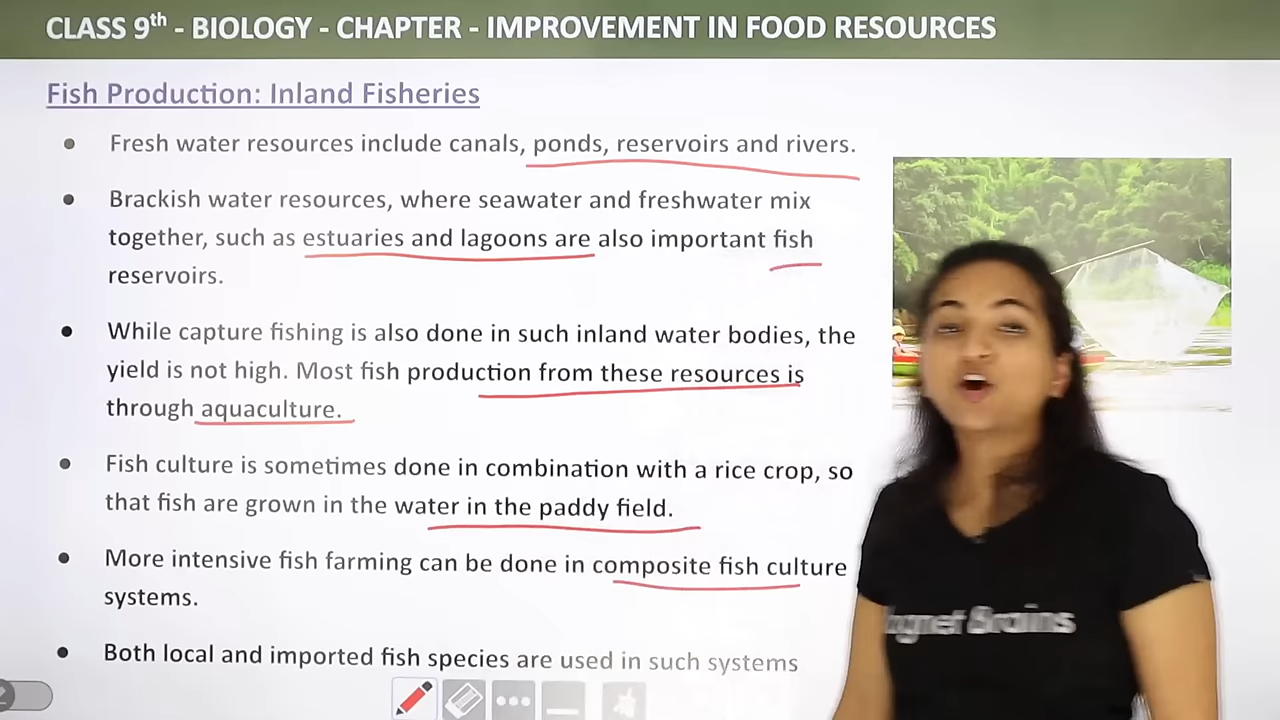 CLASS 9th - BIOLOGY - CHAPTER - IMPROVEMENT IN FOOD RESOURCES
Fish Production: Inland Fisheries
• Fresh water resources include canals, ponds, reservoirs and rivers.
• Brackish water resources, where seawater and freshwater mix
together, such as estuaries and lagoons are also important fish
reservoirs.
• While capture fishing is also done in such inland water bodies, the
yield is not high. Most fish production from these resources is
through aquaculture.
• Fish culture is sometimes done in combination with a rice crop, so
that fish are grown in the water in the paddy field.
• More intensive fish farming can be done in composite fish culture
systems.
• Both local and imported fish species are used in such systems
Brains